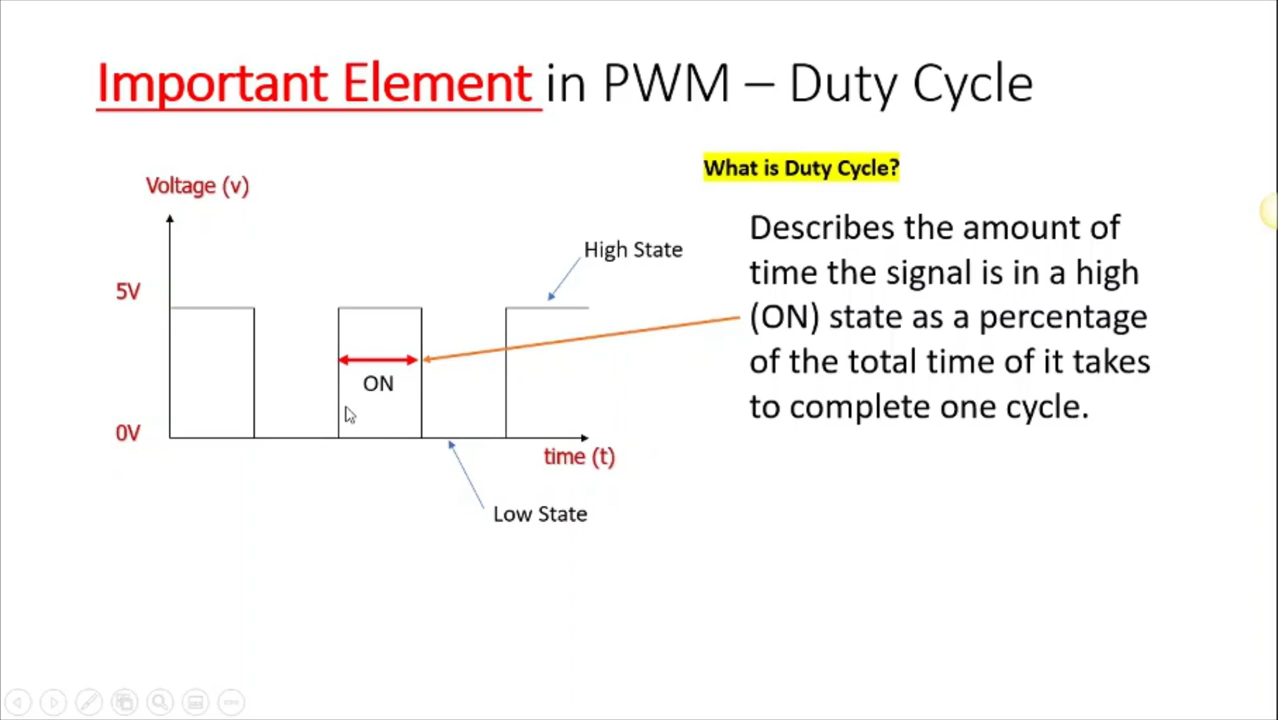 Important Element in PWM – Duty Cycle
What is Duty Cycle?
Voltage (v)
Describes the amount of
time the signal is in a high
(ON) state as a percentage
of the total time of it takes
to complete one cycle.
High State
5V
ON
0V
time (t)
Low State